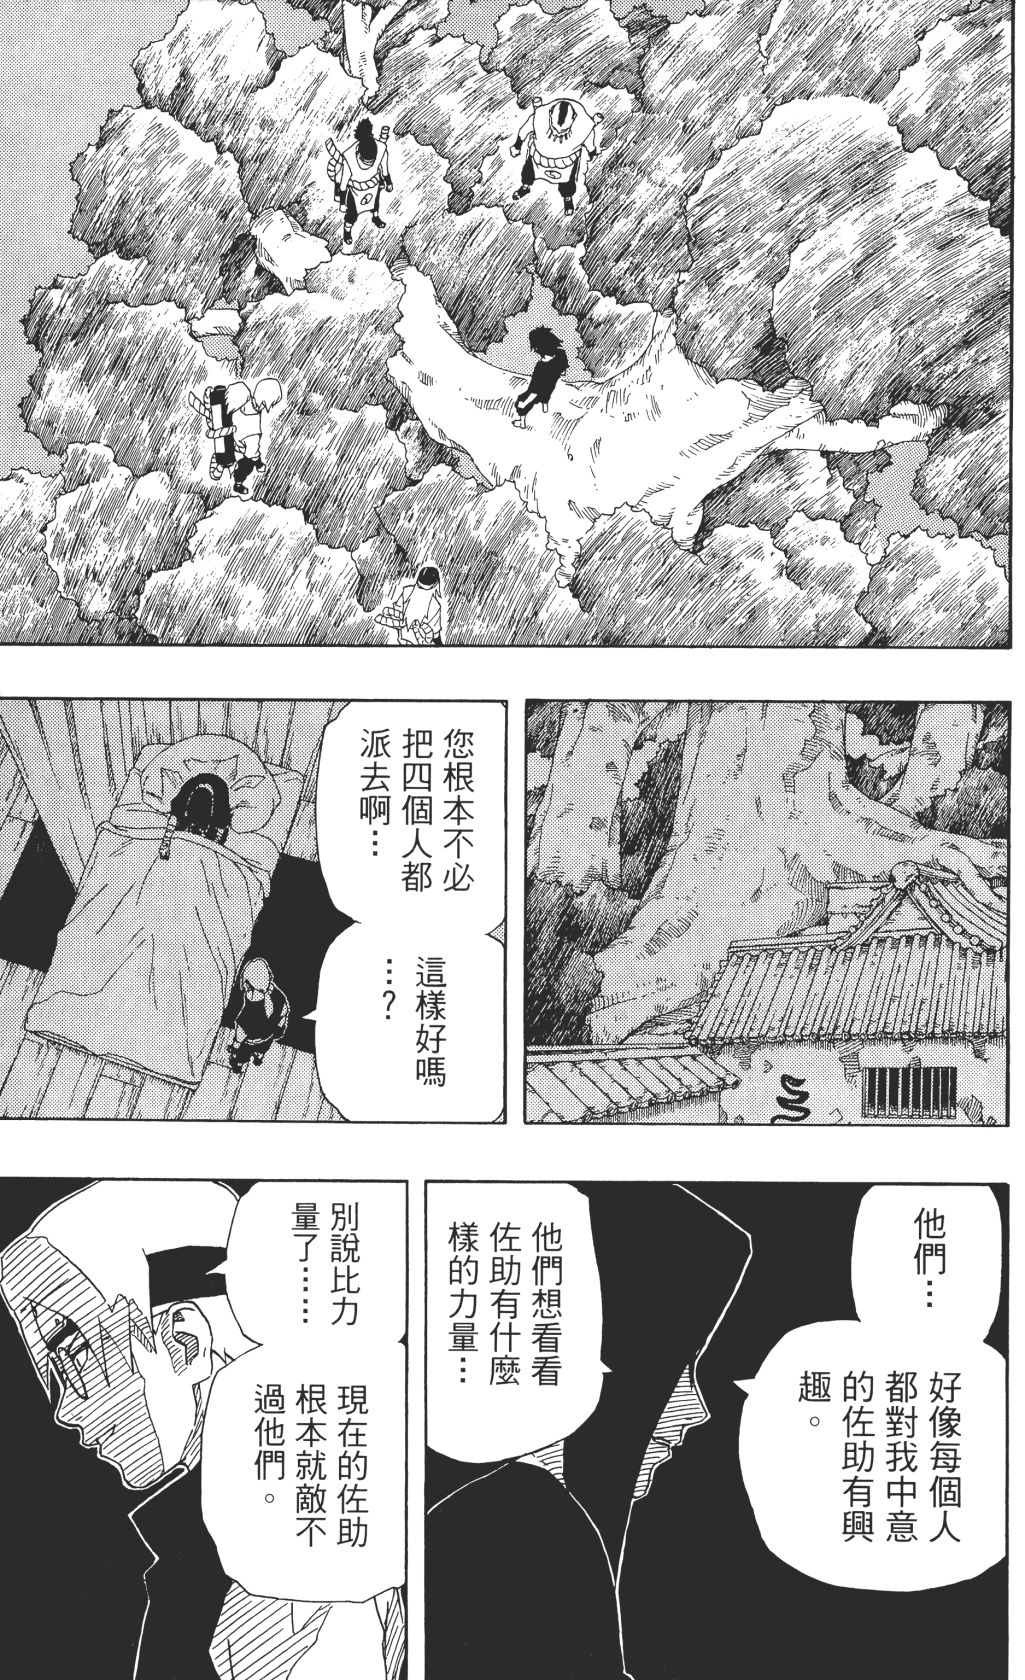 您根本不必
把四個人都
派去啊…
這樣好嗎
…?
他們…
好像每個人
都對我中意
的佐助有興
趣。
他們想看看
佐助有什麼
樣的力量…
別說比力
量了……
現在的佐助
根本就敵不
過他們。